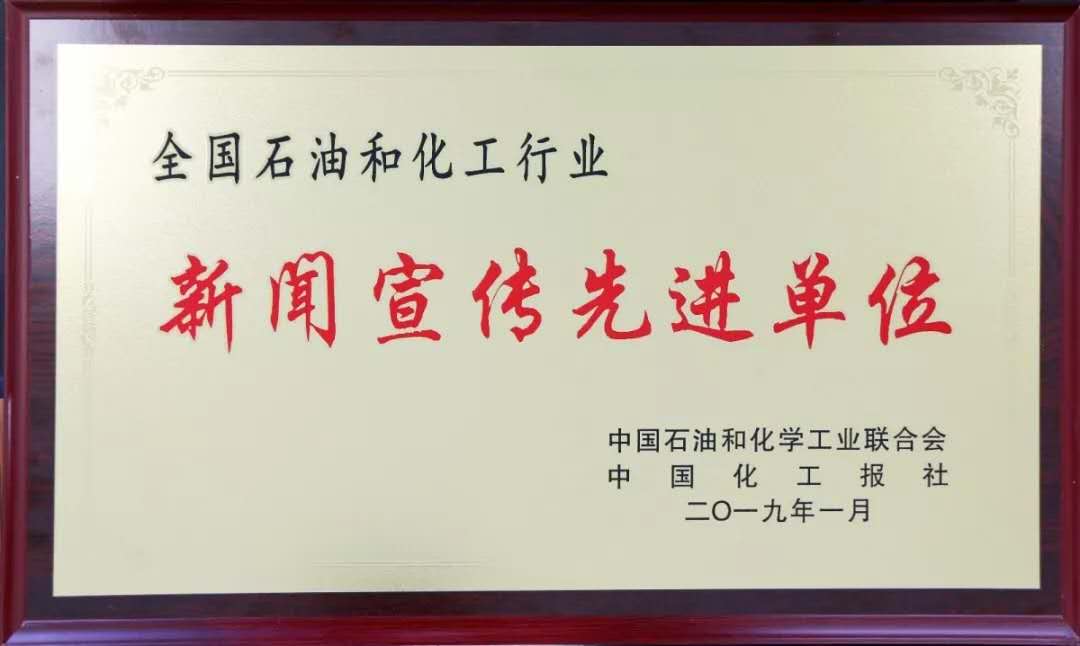 全国石油和化工行业
新闻宣传先进单位
中国石油和化学工业联合会
中国化工报社
二〇一九年一月